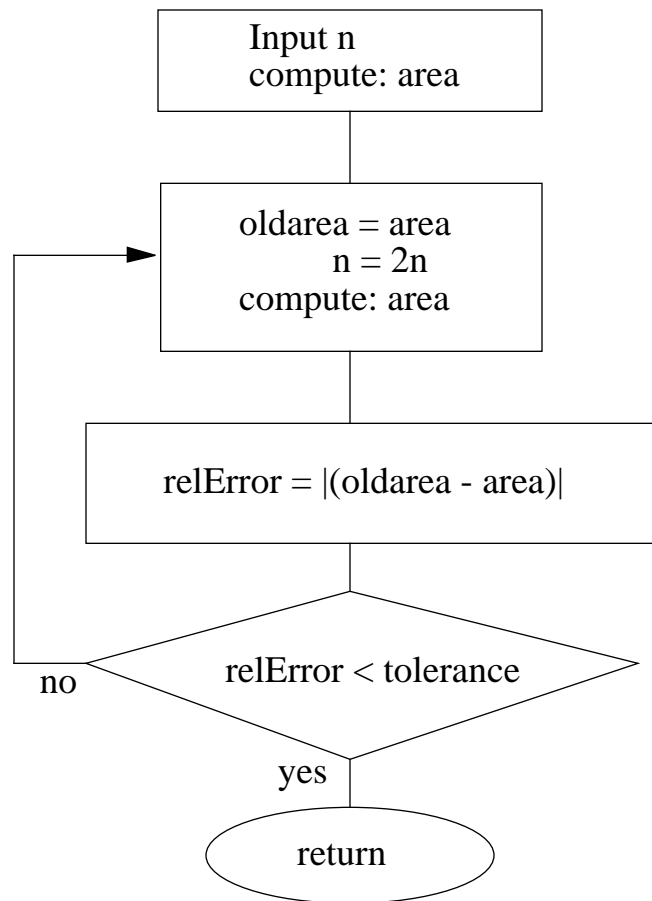 Input n
compute: area
oldarea = area
n = 2n
compute: area
relError = |(oldarea - area)|
relError < tolerance
no
yes
return